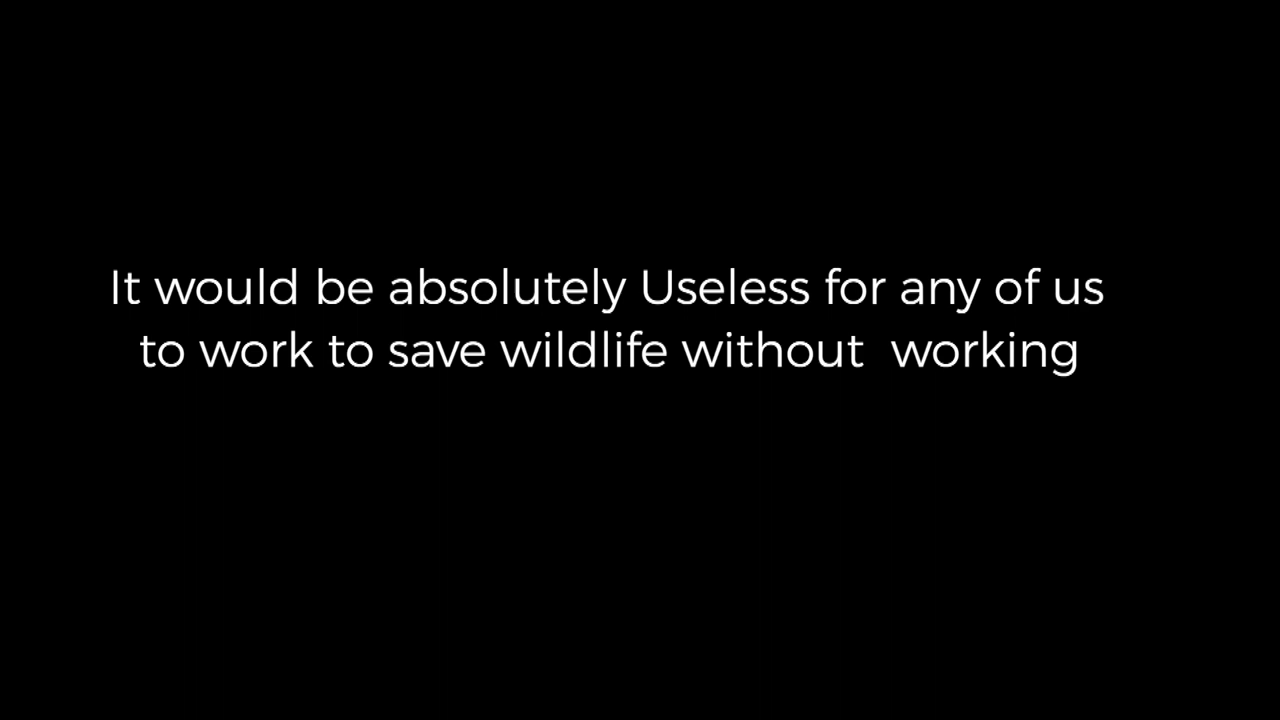 It would be absolutely Useless for any of us
to work to save wildlife without  working